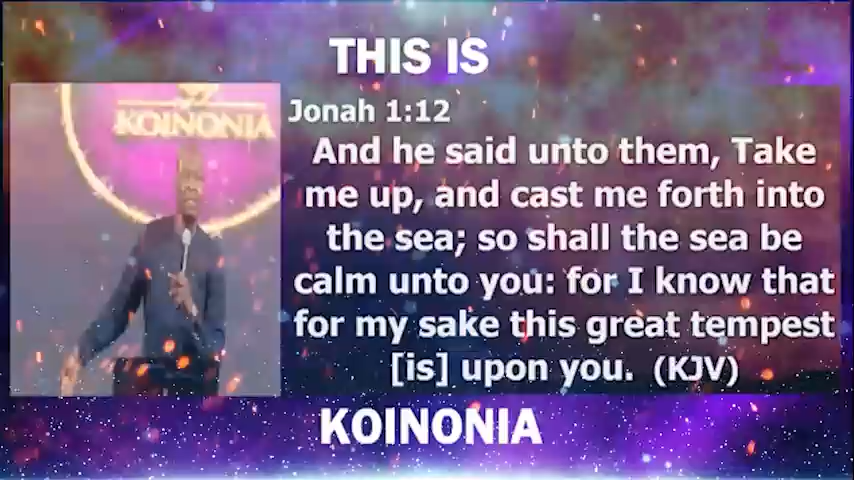 THIS IS
KOINONIA
Jonah 1:12
And he said unto them, Take
me up, and cast me forth into
the sea; so shall the sea be
calm unto you: for I know that
for my sake this great tempest
[is] upon you. (KJV)
KOINONIA